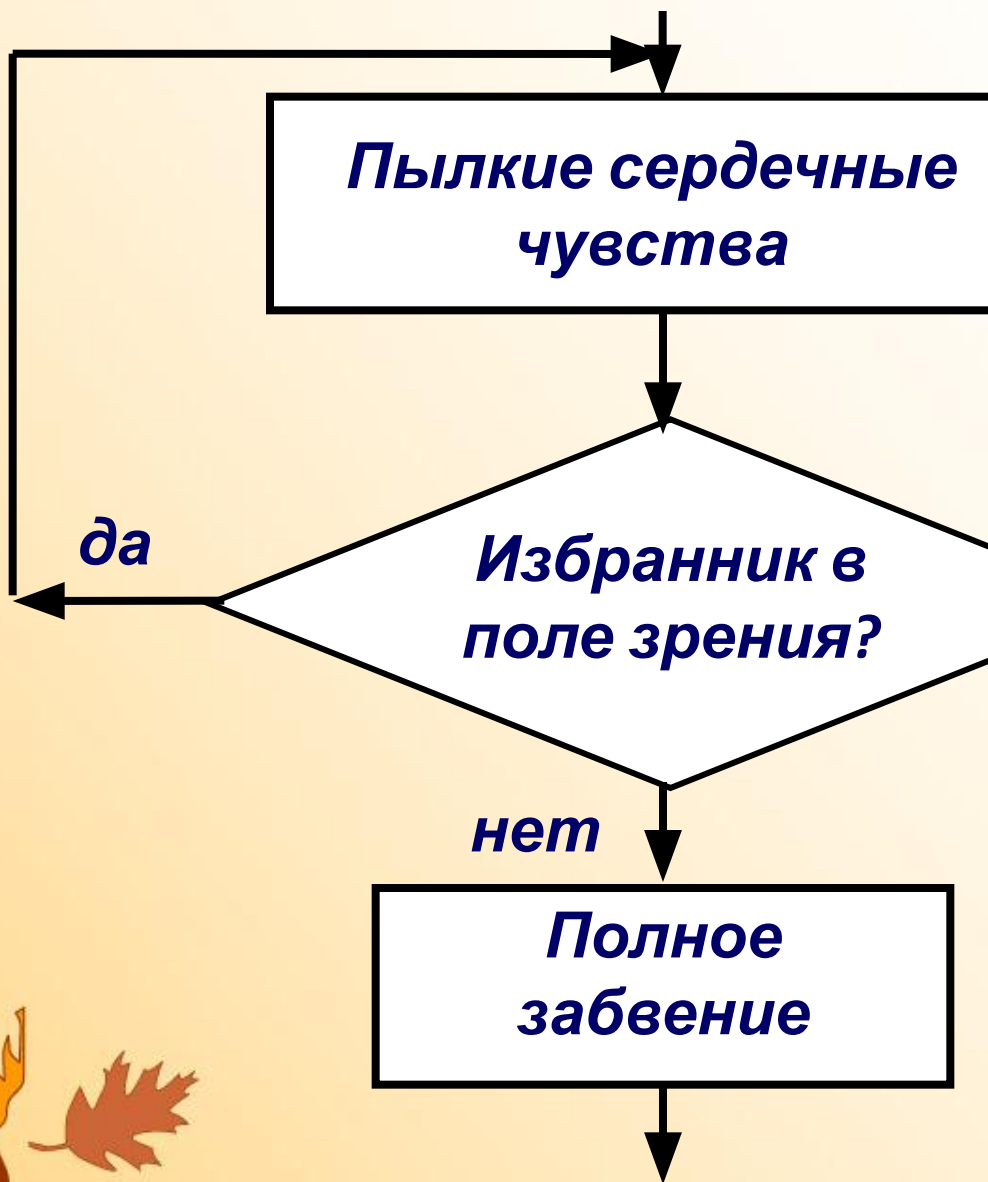 Пылкие сердечные
чувства
да
Избранник в
поле зрения?
нет
Полное
забвение